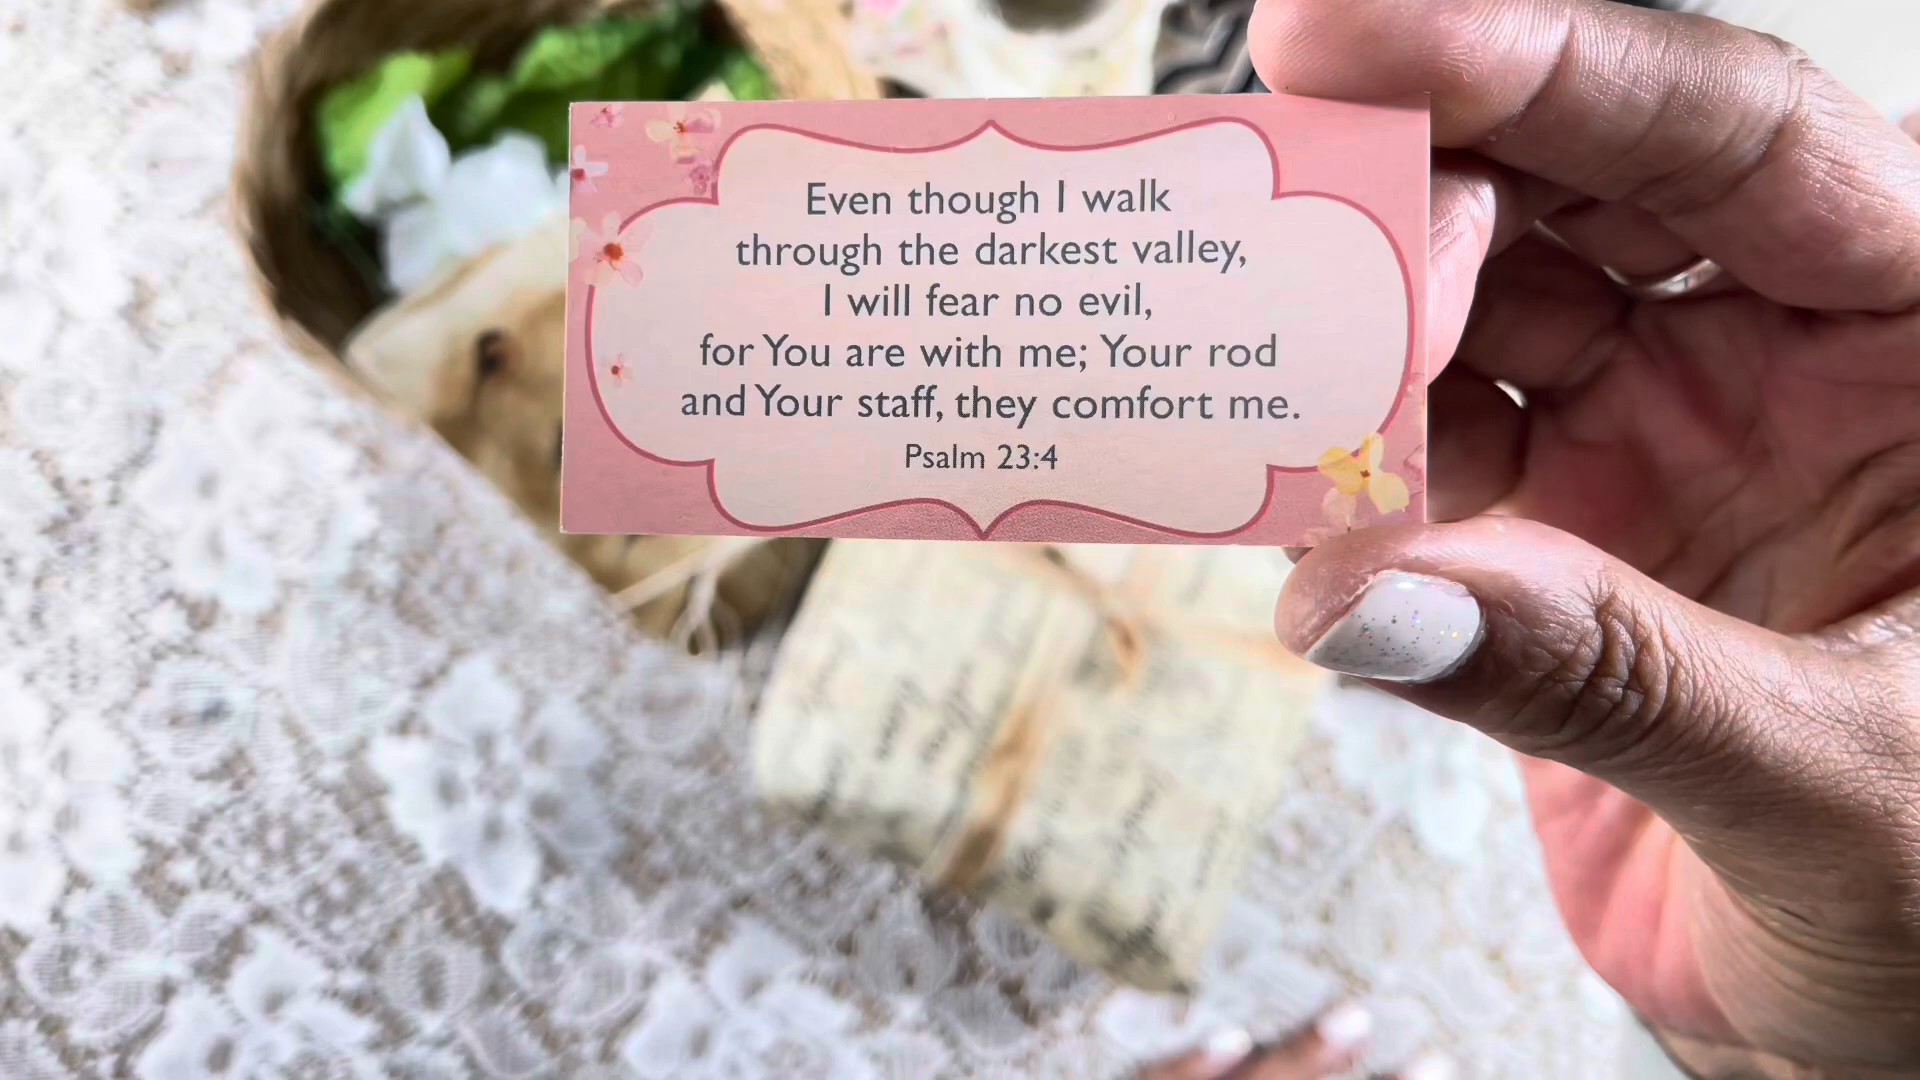 Even though I walk
through the darkest valley,
I will fear no evil,
for You are with me; Your rod
and Your staff, they comfort me.
Psalm 23:4